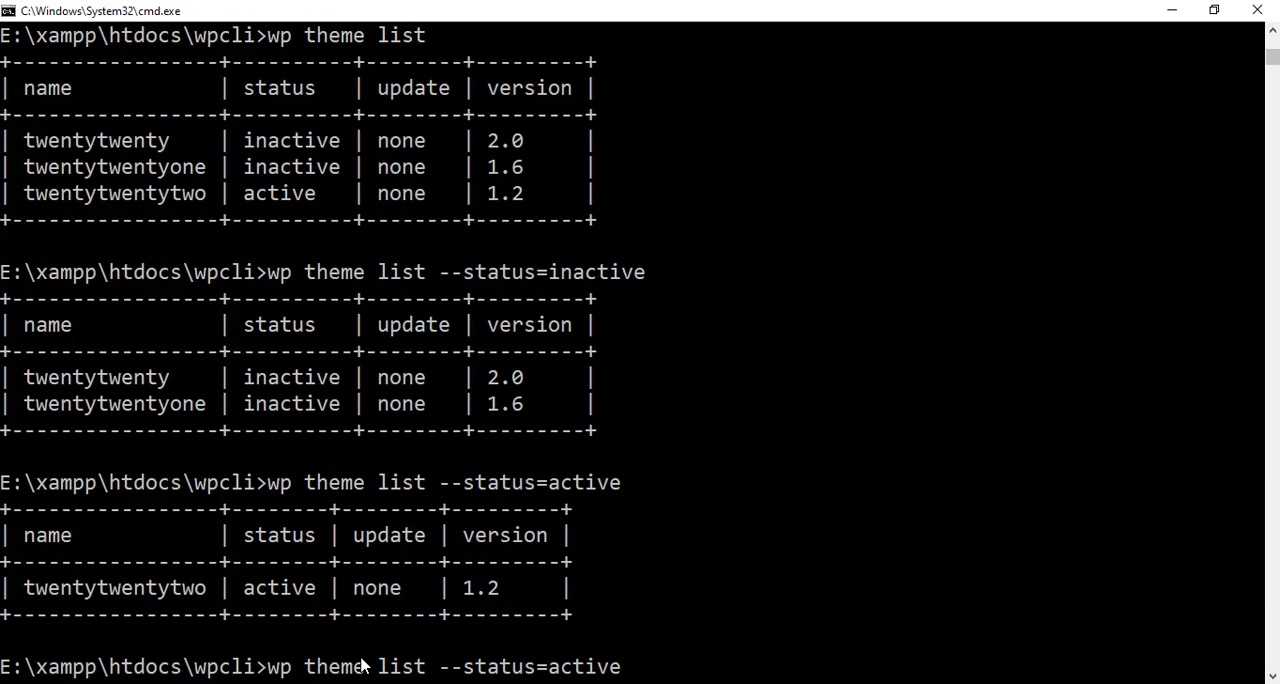 C:\Windows\System32\cmd.exe
E:\xampp\htdocs\wpcli>wp theme list
+-----------------+----------+--------+---------+
| name            | status   | update | version |
+-----------------+----------+--------+---------+
| twentytwenty    | inactive | none   | 2.0     |
| twentytwentyone | inactive | none   | 1.6     |
| twentytwentytwo | active   | none   | 1.2     |
+-----------------+----------+--------+---------+
E:\xampp\htdocs\wpcli>wp theme list --status=inactive
+-----------------+----------+--------+---------+
| name            | status   | update | version |
+-----------------+----------+--------+---------+
| twentytwenty    | inactive | none   | 2.0     |
| twentytwentyone | inactive | none   | 1.6     |
+-----------------+----------+--------+---------+
E:\xampp\htdocs\wpcli>wp theme list --status=active
+-----------------+--------+--------+---------+
| name            | status | update | version |
+-----------------+--------+--------+---------+
| twentytwentytwo | active | none   | 1.2     |
+-----------------+--------+--------+---------+
E:\xampp\htdocs\wpcli>wp theme list --status=active